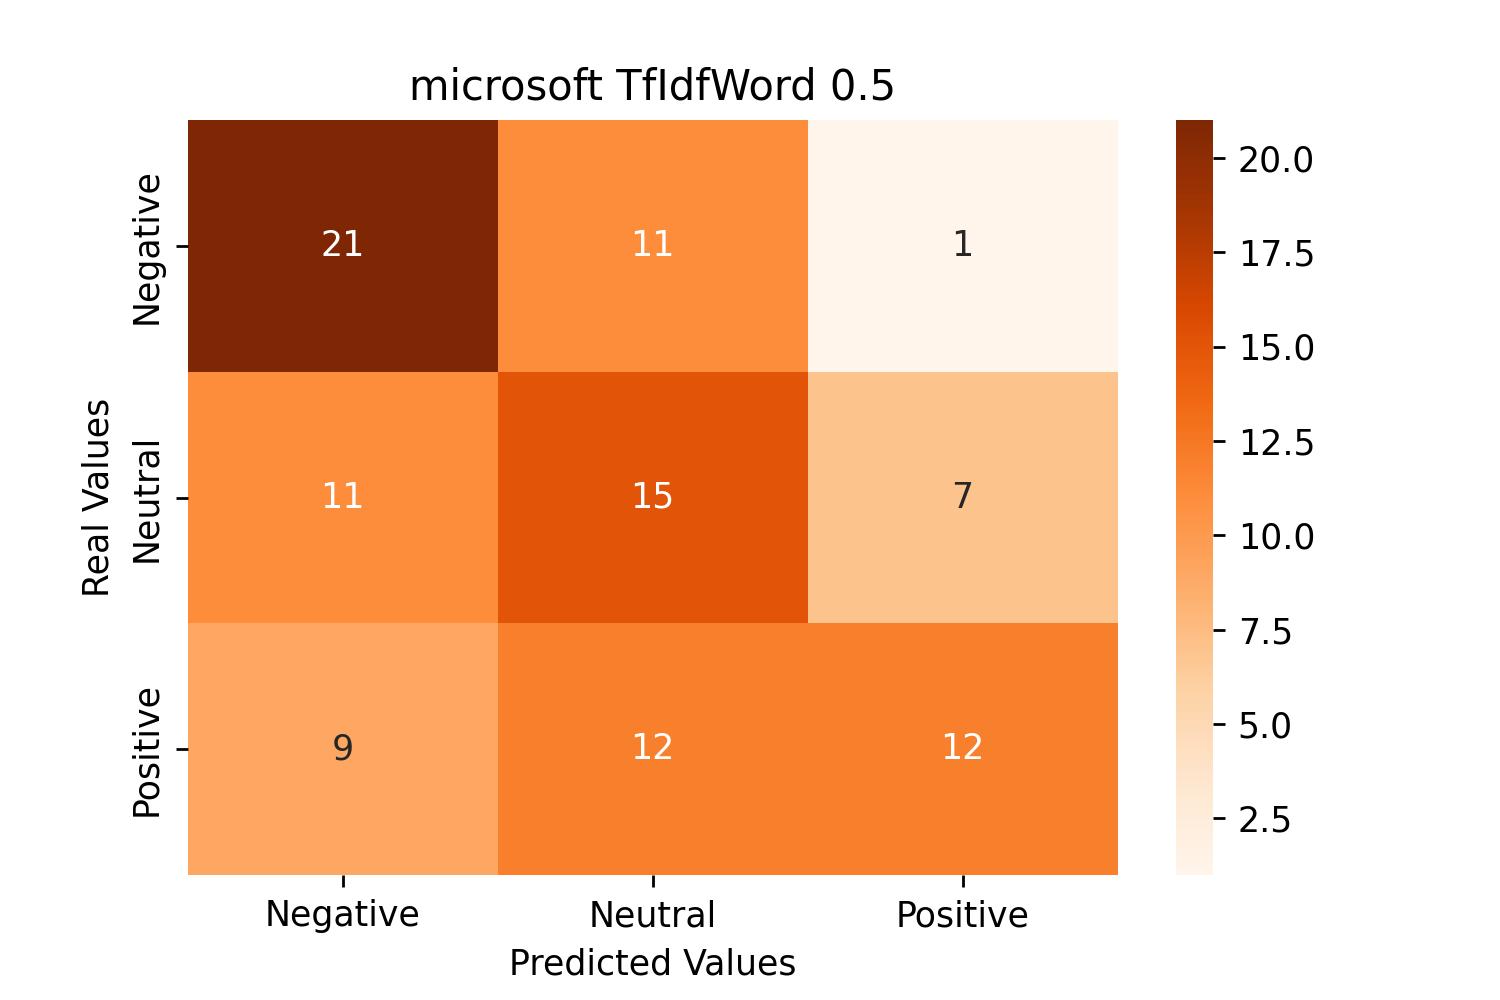 microsoft TfIdfWord 0.5
Real Values
Negative
21 11 1
Neutral
11 15 7
Positive
9 12 12
Negative Neutral Positive
Predicted Values
20.0
17.5
15.0
12.5
10.0
7.5
5.0
2.5